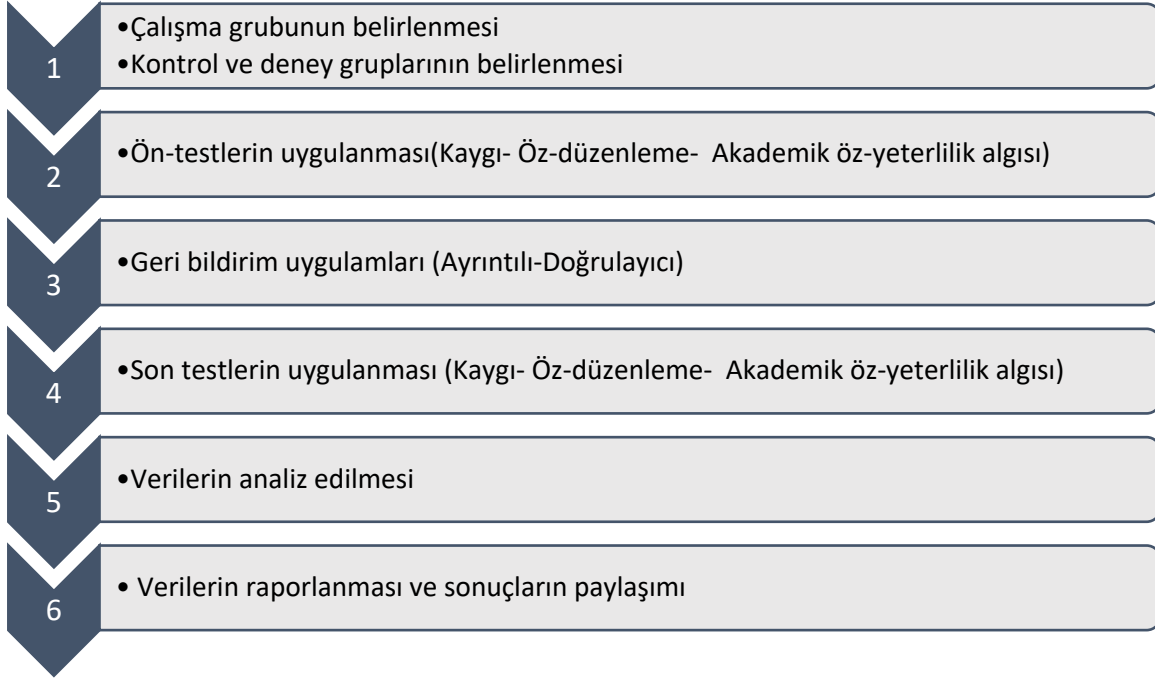 1
•Çalışma grubunun belirlenmesi
•Kontrol ve deney gruplarının belirlenmesi
2
•Ön-testlerin uygulanması(Kaygı- Öz-düzenleme- Akademik öz-yeterlilik algısı)
3
•Geri bildirim uygulamları (Ayrıntılı-Doğrulayıcı)
4
•Son testlerin uygulanması (Kaygı- Öz-düzenleme- Akademik öz-yeterlilik algısı)
5
•Verilerin analiz edilmesi
6
• Verilerin raporlanması ve sonuçların paylaşımı